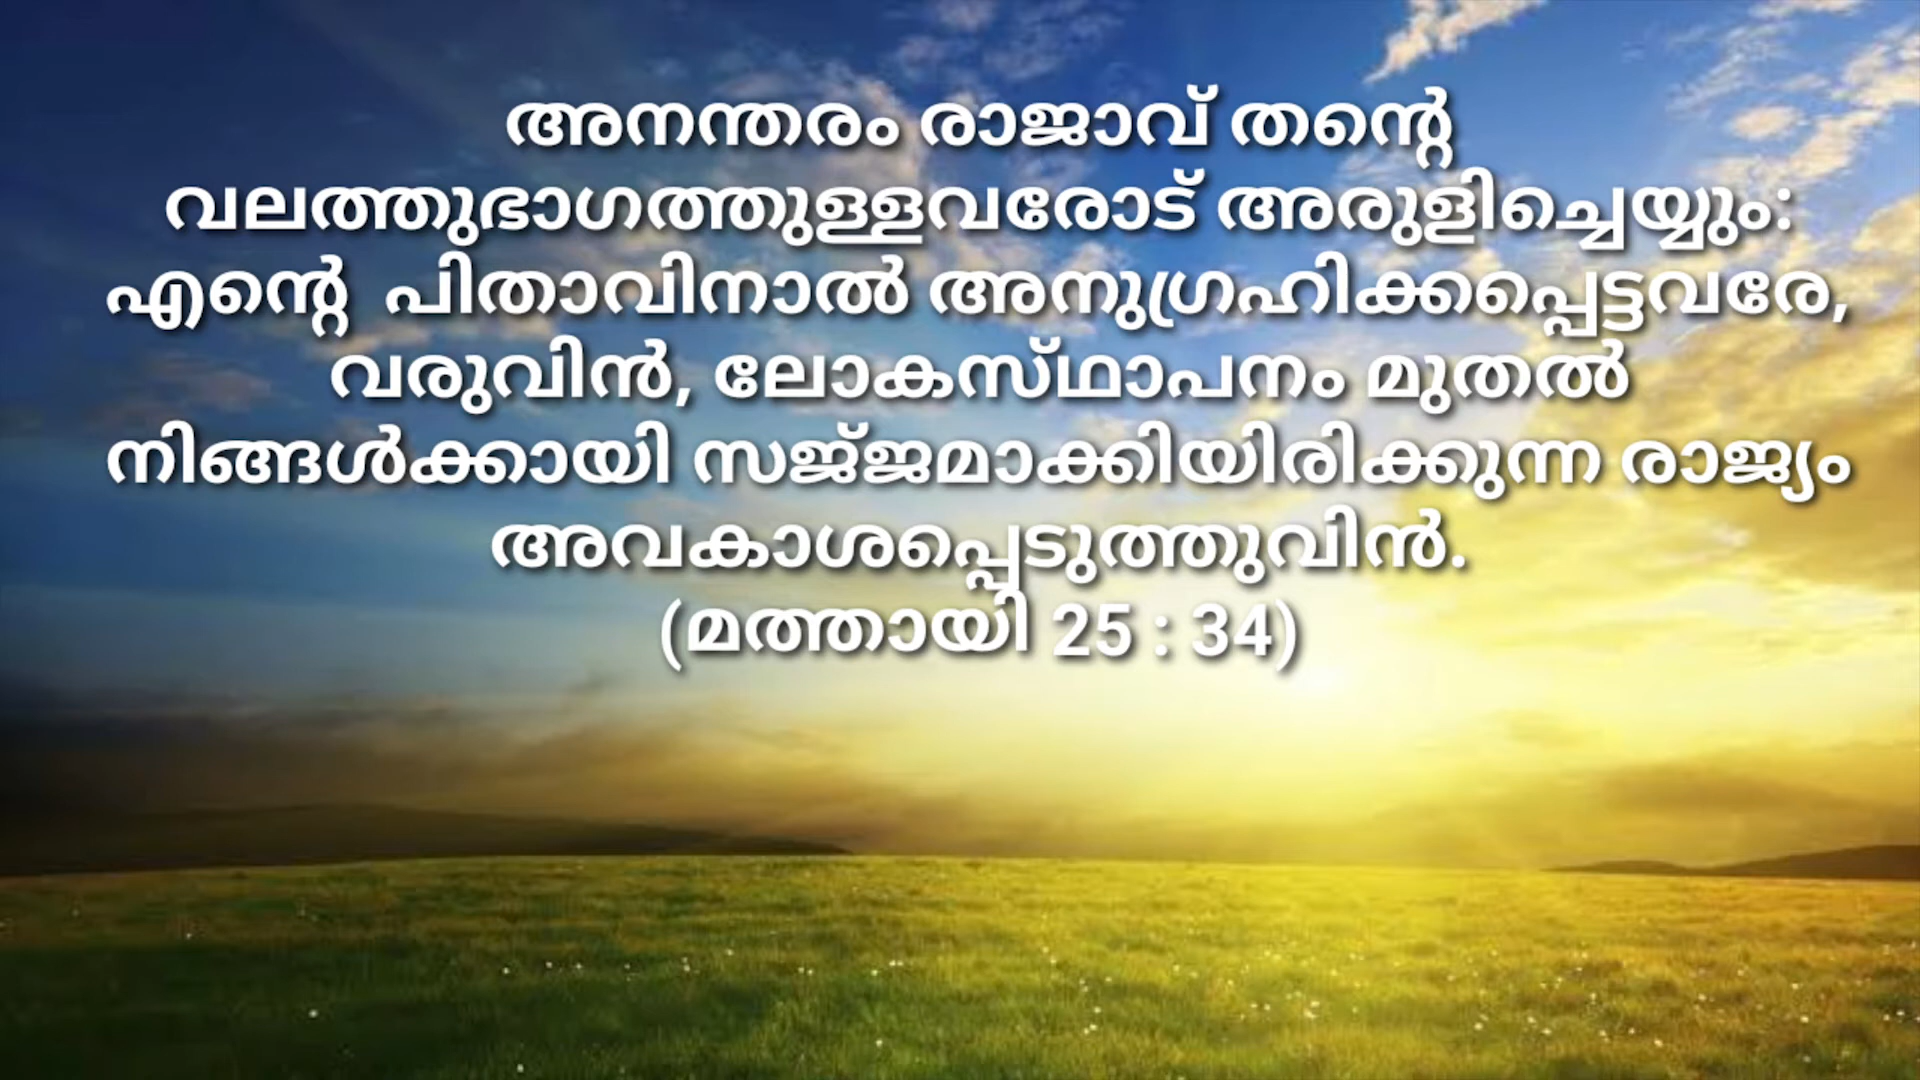 അനന്തരം രാജാവ് തന്റെ
വലത്തുഭാഗത്തുള്ളവരോട് അരുളിച്ചെയ്യും:
എന്റെ  പിതാവിനാൽ അനുഗ്രഹിക്കപ്പെട്ടവരേ,
വരുവിൻ, ലോകസ്ഥാപനം മുതൽ
നിങ്ങൾക്കായി സജ്ജമാക്കിയിരിക്കുന്ന രാജ്യം
അവകാശപ്പെടുത്തുവിൻ.
(മത്തായി 25 : 34)